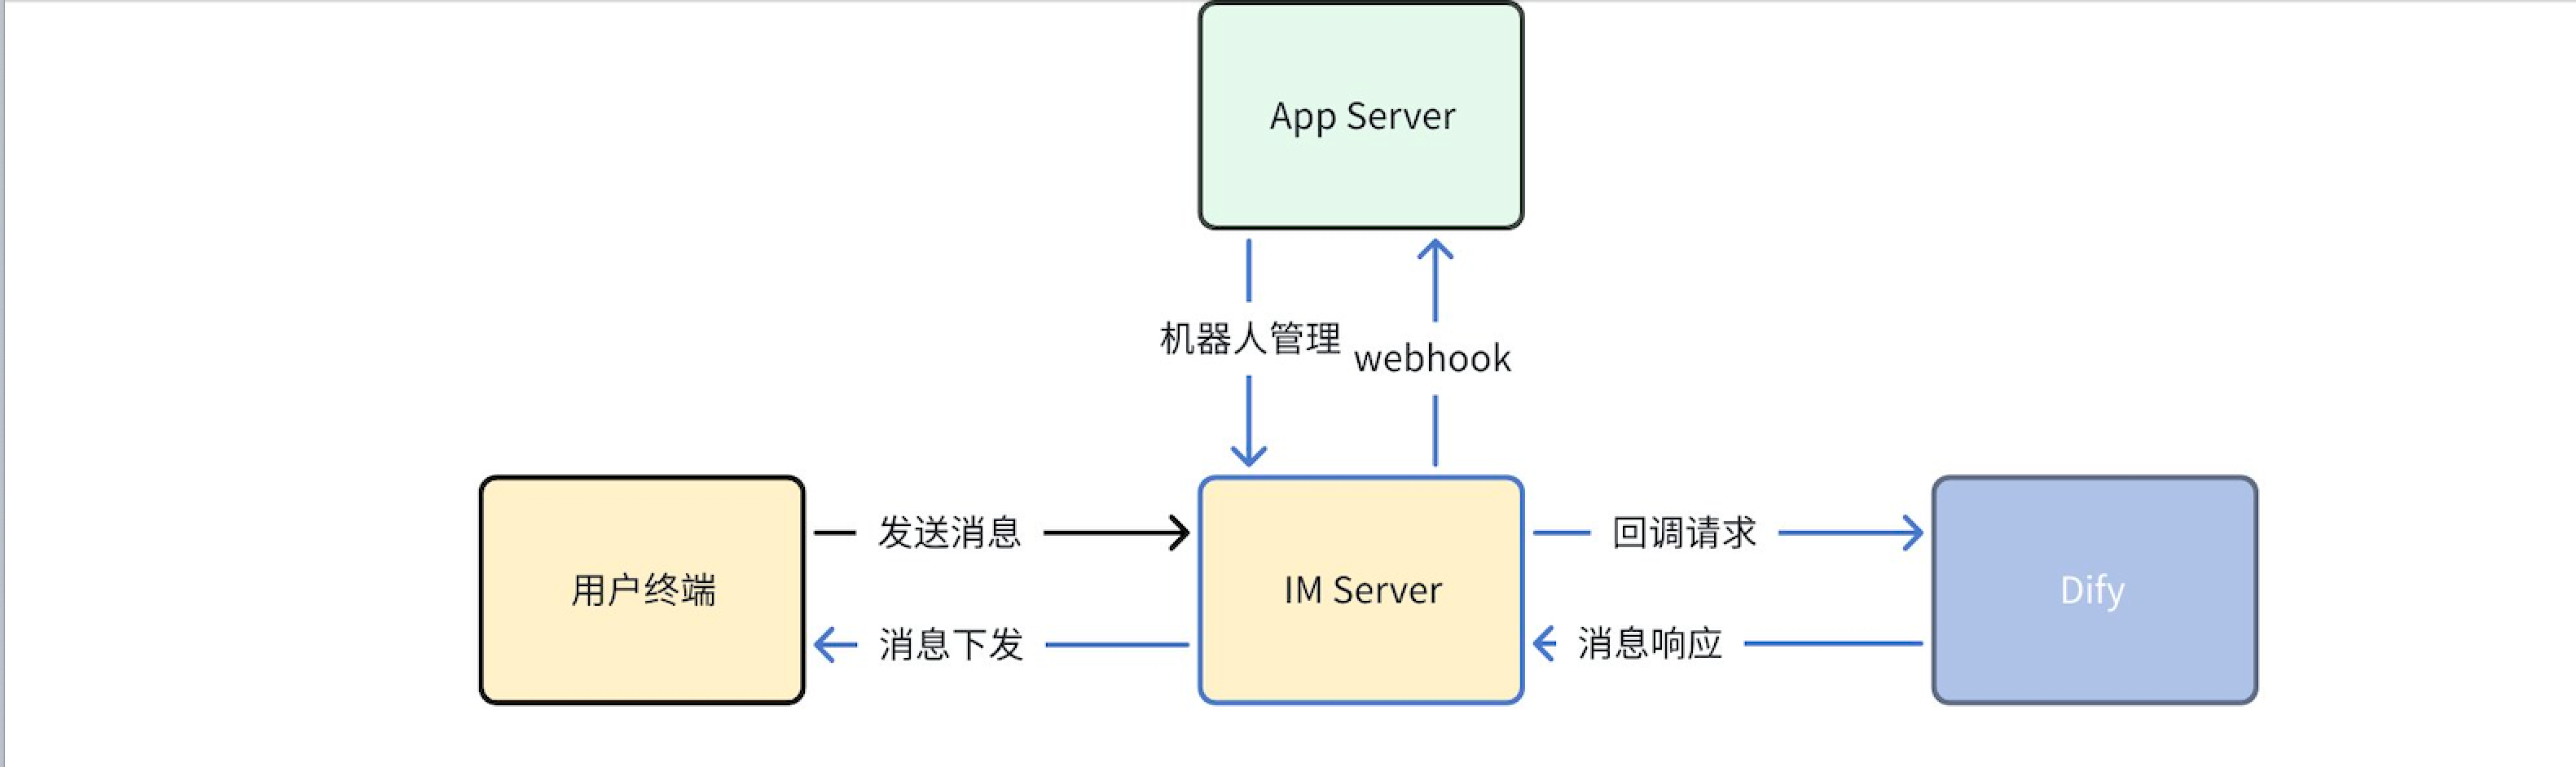 App Server
机器人管理
webhook
发送消息
回调请求
用户终端
IM Server
Dify
消息下发
消息响应